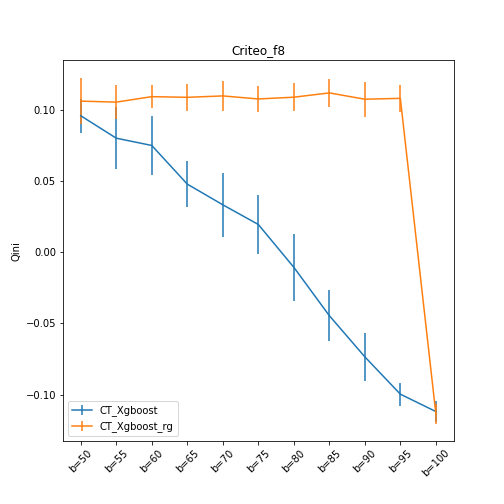 Criteo_f8
Qini
0.10
0.05
0.00
−0.05
−0.10
CT_Xgboost
CT_Xgboost_rg
b=50
b=55
b=60
b=65
b=70
b=75
b=80
b=85
b=90
b=95
b=100